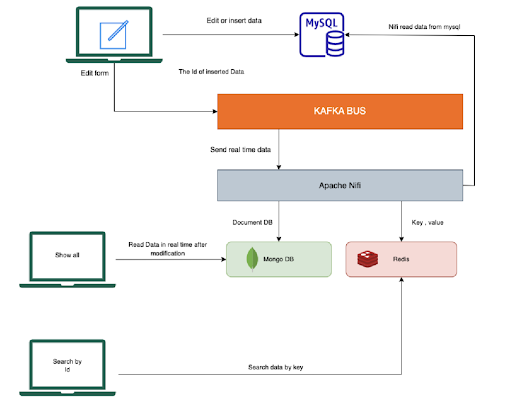 Edit or insert data
MySQL
Nifi read data from mysql
Edit form
The Id of inserted Data
KAFKA BUS
Send real time data
Apache Nifi
Document DB
Key , value
Show all
Read Data in real time after
modification
Mongo DB
Redis
Search by
id
Search data by key